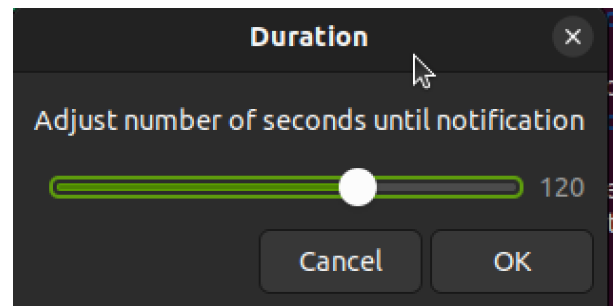 Duration
Adjust number of seconds until notification
120
Cancel
OK